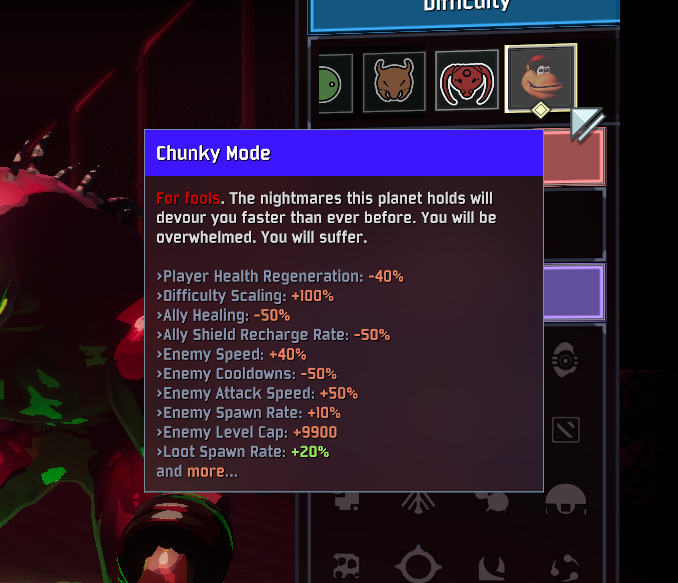 Difficulty
Chunky Mode
For fools. The nightmares this planet holds will
devour you faster than ever before. You will be
overwhelmed. You will suffer.
>Player Health Regeneration: -40%
>Difficulty Scaling: +100%
>Ally Healing: -50%
>Ally Shield Recharge Rate: -50%
>Enemy Speed: +40%
>Enemy Cooldowns: -50%
>Enemy Attack Speed: +50%
>Enemy Spawn Rate: +10%
>Enemy Level Cap: +9900
>Loot Spawn Rate: +20%
and more...